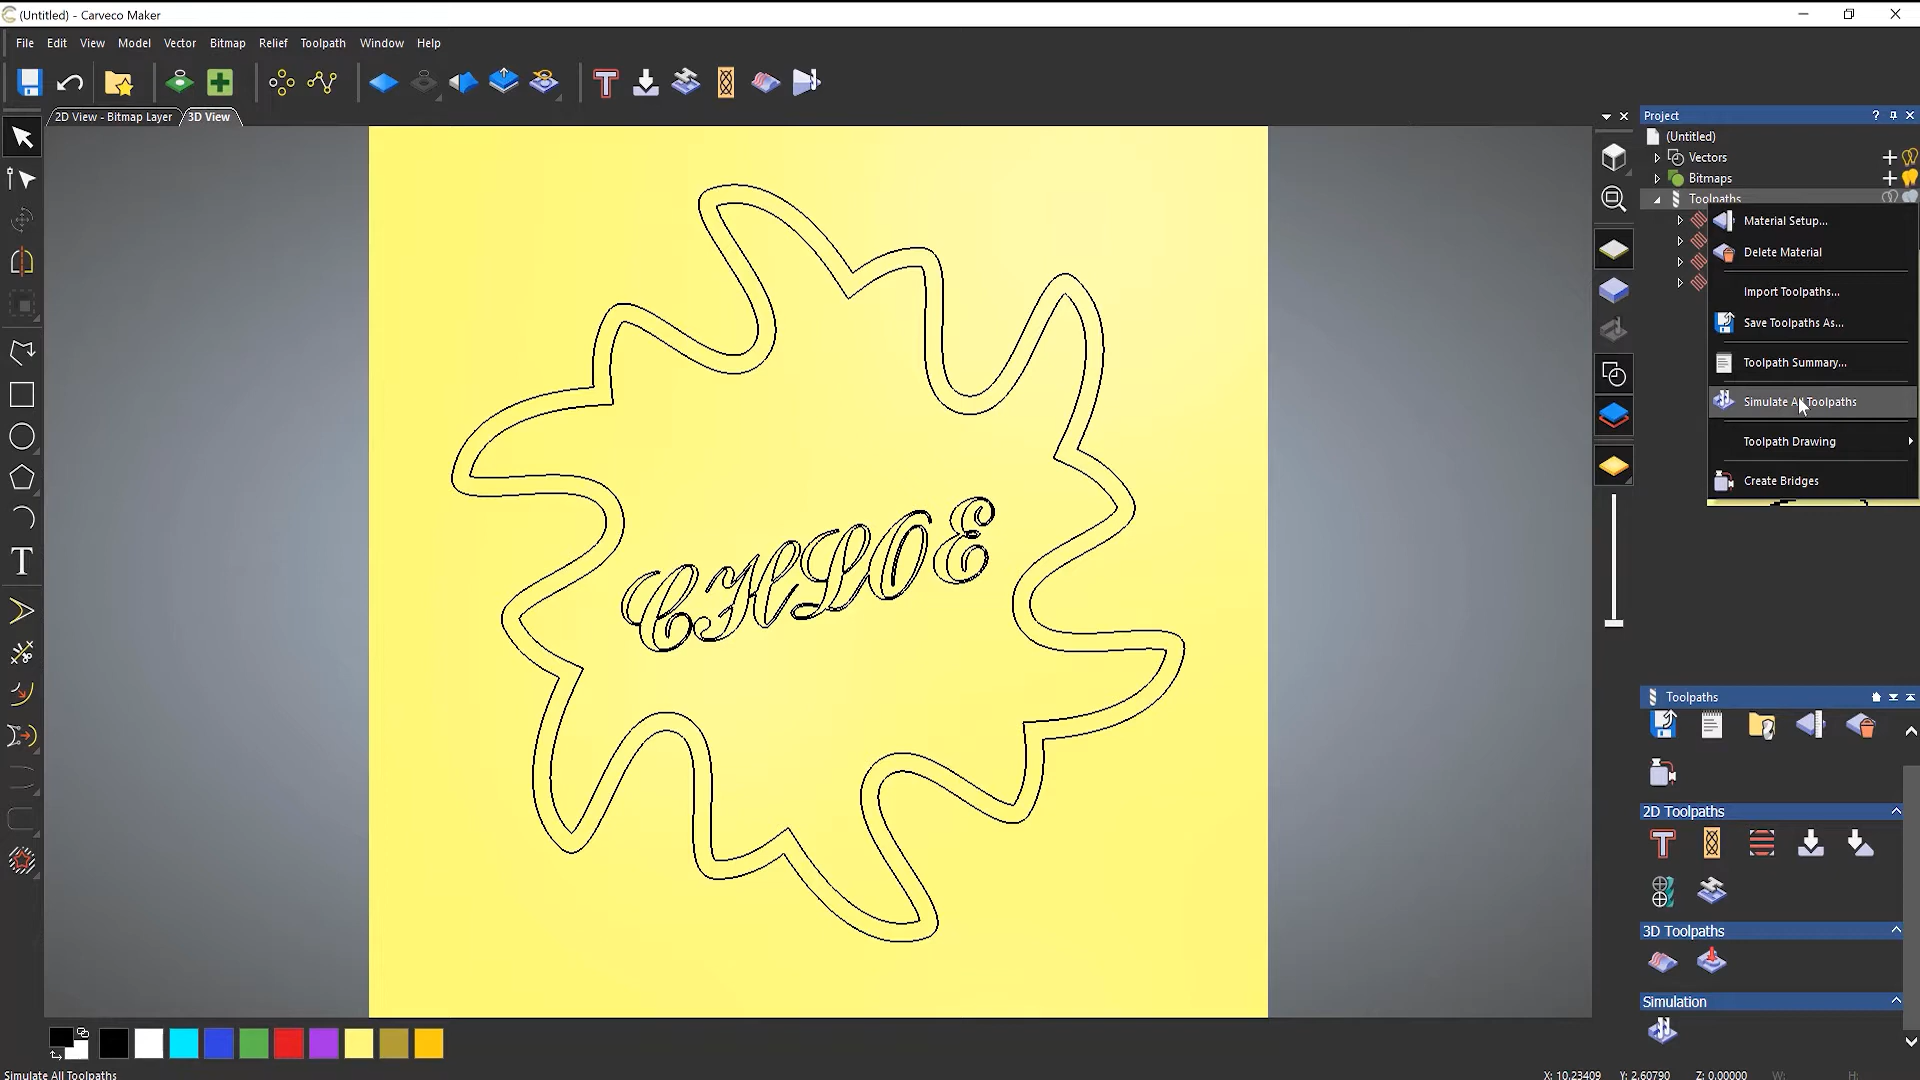 (Untitled) - Carveco Maker
File Edit View Model Vector Bitmap Relief Toolpath Window Help
2D View - Bitmap Layer 3D View
Project
(Untitled)
Vectors
Bitmaps
Toolpaths
Material Setup...
Delete Material
Import Toolpaths...
Save Toolpaths As...
Toolpath Summary...
Simulate All Toolpaths
Toolpath Drawing
Create Bridges
CHLOE
Toolpaths
2D Toolpaths
3D Toolpaths
Simulation
Simulate All Toolpaths
X: 10.23409 Y: 2.60790 Z: 0.00000 W: H: